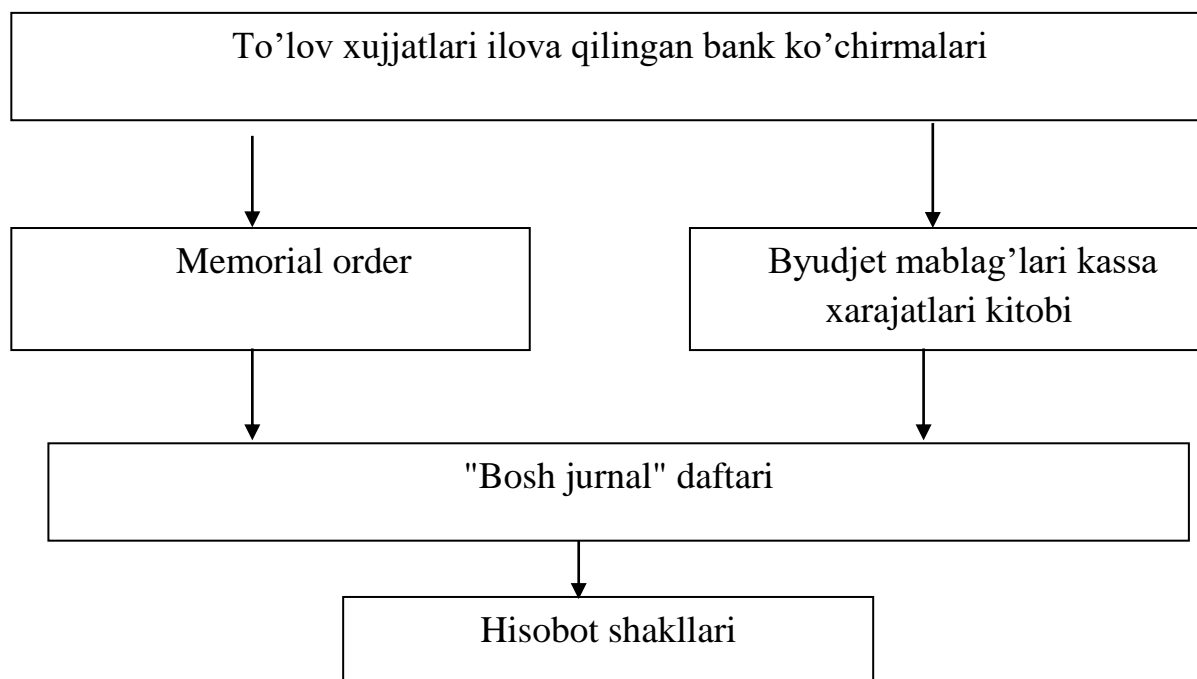 To’lov xujjatlari ilova qilingan bank ko’chirmalari
Memorial order
Byudjet mablag’lari kassa
xarajatlari kitobi
"Bosh jurnal" daftari
Hisobot shakllari